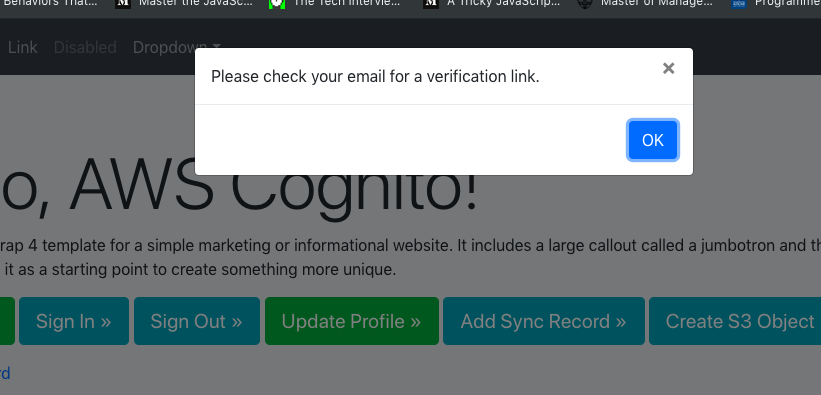 Behaviors That... Master the JavaSc... The Tech Intervie... A Tricky JavaScrip... Master of Manage... Programme
Link Disabled Dropdown
Please check your email for a verification link. ×
OK
o, AWS Cognito!
rap 4 template for a simple marketing or informational website. It includes a large callout called a jumbotron and th
it as a starting point to create something more unique.
Sign In » Sign Out » Update Profile » Add Sync Record » Create S3 Object
rd